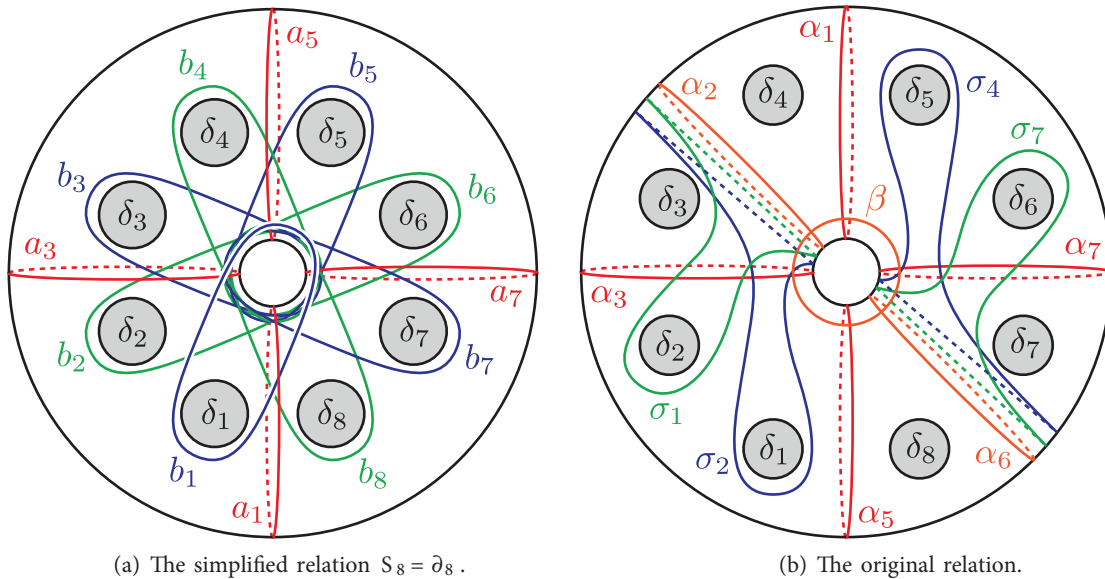 a₅
b₄
b₅
δ₄
δ₅
b₃
b₆
δ₃
δ₆
a₃
a₇
δ₂
δ₇
b₂
b₇
δ₁
δ₈
b₁
a₁
b₈
(a) The simplified relation S₈ = ∂₈ .
α₁
α₂
δ₄
δ₅
σ₄
σ₇
δ₃
β
δ₆
α₃
α₇
δ₂
δ₇
σ₁
σ₂
δ₁
δ₈
α₆
α₅
(b) The original relation.